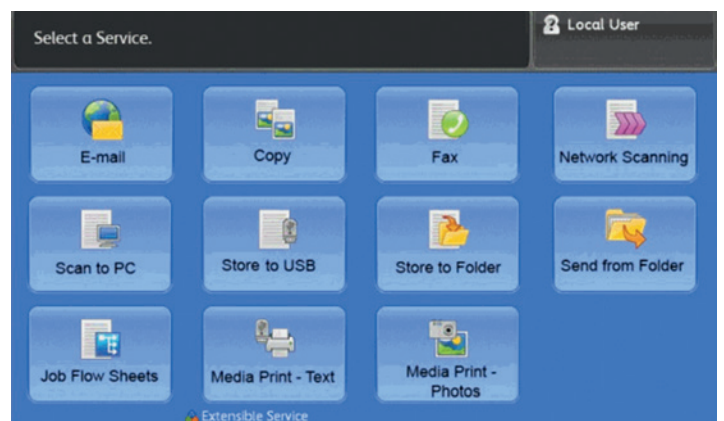 Select a Service.
Local User
E-mail
Copy
Fax
Network Scanning
Scan to PC
Store to USB
Store to Folder
Send from Folder
Job Flow Sheets
Media Print - Text
Media Print -
Photos
Extensible Service